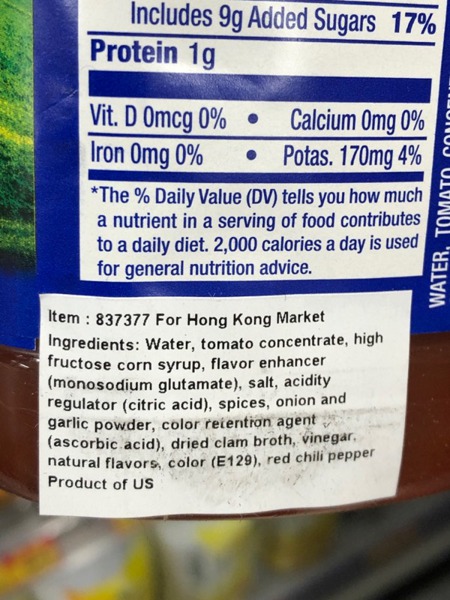 Includes 9g Added Sugars 17%
Protein 1g
Vit. D 0mcg 0% • Calcium 0mg 0%
Iron 0mg 0% • Potas. 170mg 4%
*The % Daily Value (DV) tells you how much
a nutrient in a serving of food contributes
to a daily diet. 2,000 calories a day is used
for general nutrition advice.
WATER, TOMATO
Item : 837377 For Hong Kong Market
Ingredients: Water, tomato concentrate, high
fructose corn syrup, flavor enhancer
(monosodium glutamate), salt, acidity
regulator (citric acid), spices, onion and
garlic powder, color retention agent
(ascorbic acid), dried clam broth, vinegar,
natural flavors, color (E129), red chili pepper
Product of US